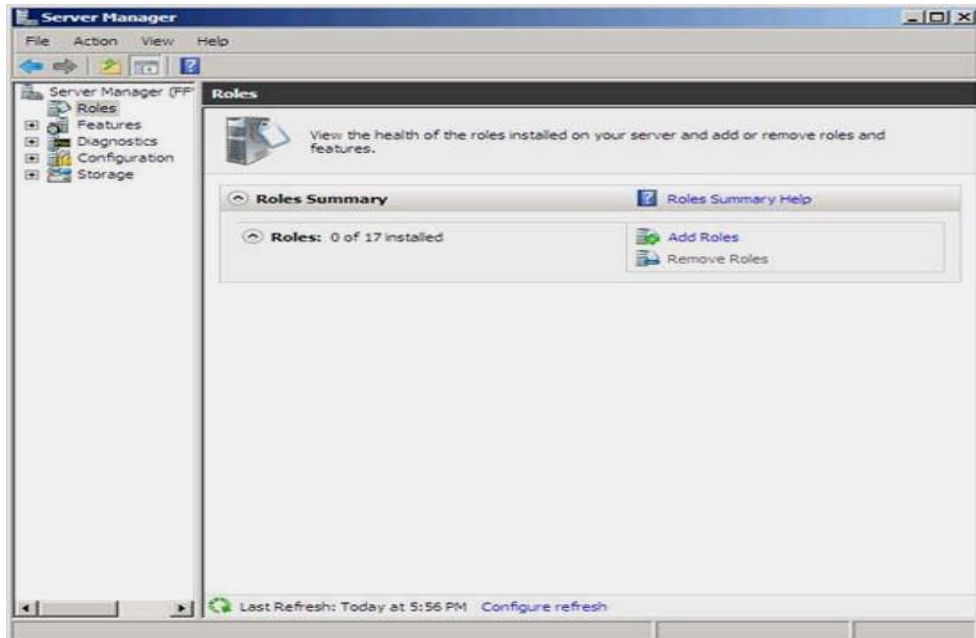 Server Manager
File Action View Help
Server Manager (FF
Roles
Features
Diagnostics
Configuration
Storage
Roles
View the health of the roles installed on your server and add or remove roles and
features.
Roles Summary
Roles Summary Help
Roles: 0 of 17 installed
Add Roles
Remove Roles
Last Refresh: Today at 5:56 PM Configure refresh